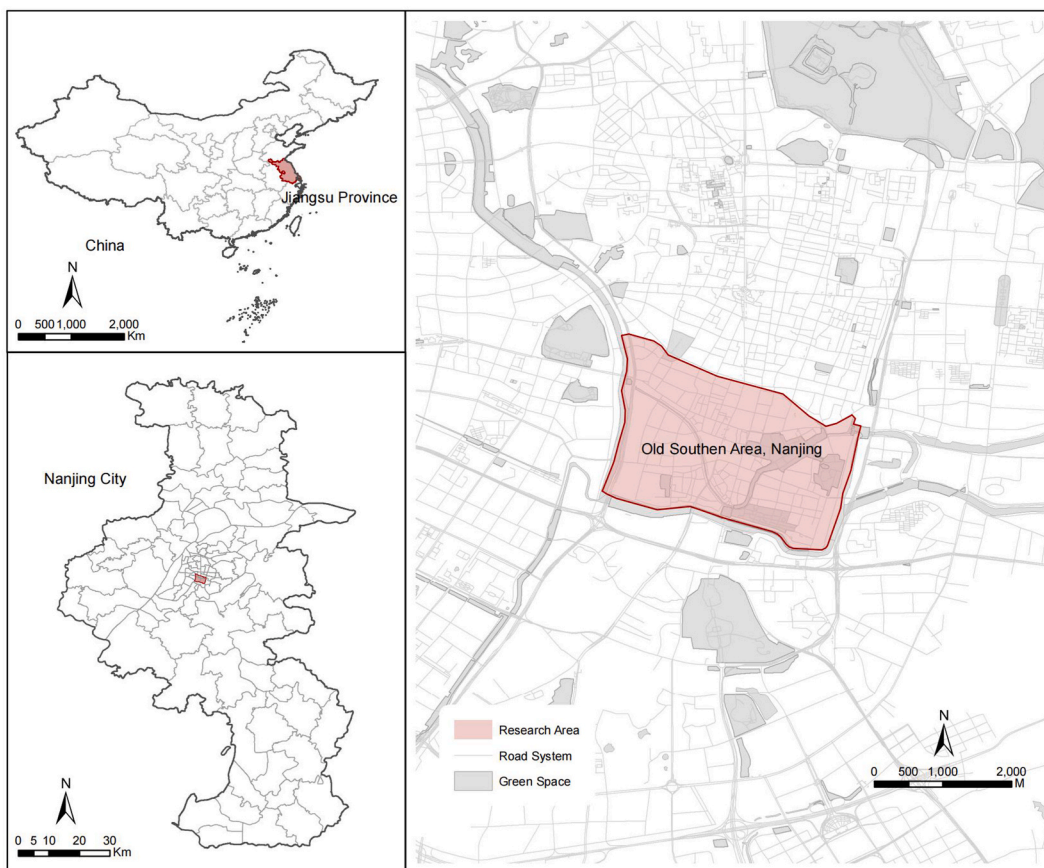 Jiangsu Province
China
N
0 500 1,000 2,000
Km
Nanjing City
N
0 5 10 20 30
Km
Old Southen Area, Nanjing
Research Area
Road System
Green Space
N
0 500 1,000 2,000
M